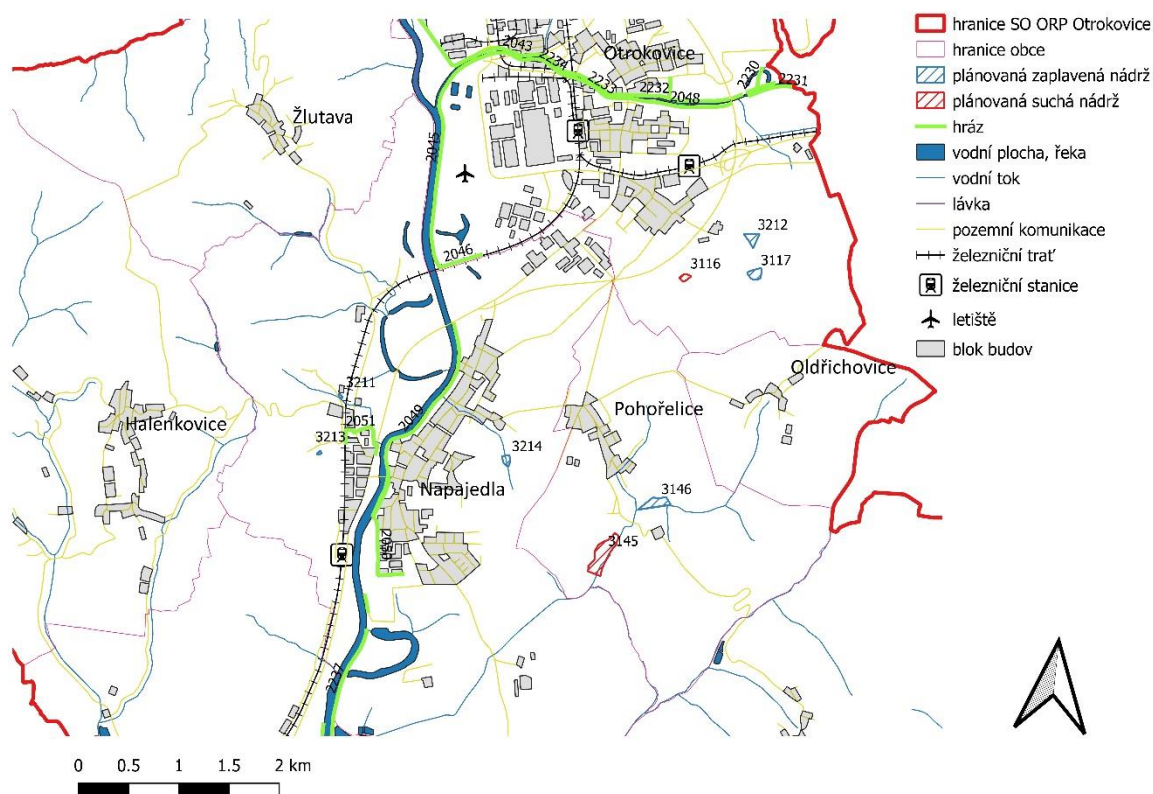 2043
Otrokovice
2234
2233
2232
2048
2230
2231
Žlutava
2045
2046
3212
3116
3117
Oldřichovice
3211
Pohořelice
2049
Halenkovice
2051
3213
3214
Napajedla
3146
2050
3145
2237
hranice SO ORP Otrokovice
hranice obce
plánovaná zaplavená nádrž
plánovaná suchá nádrž
hráz
vodní plocha, řeka
vodní tok
lávka
pozemní komunikace
železniční trať
železniční stanice
letiště
blok budov
0 0.5 1 1.5 2 km